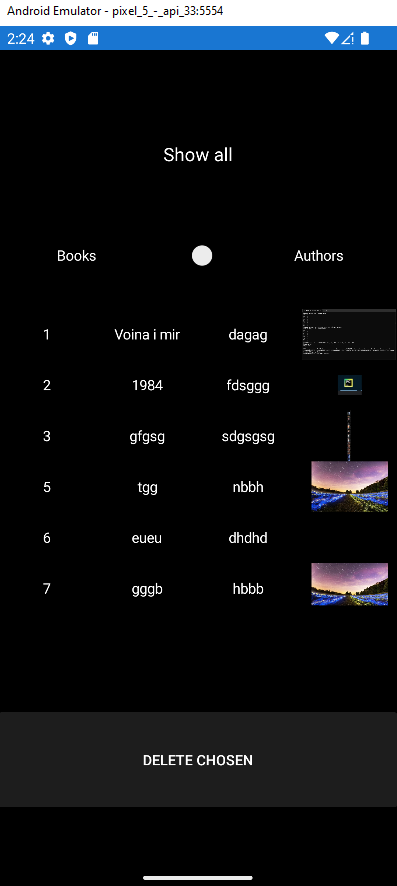 Android Emulator - pixel_5_-_api_33:5554
2:24
Show all
Books Authors
1 Voina i mir dagag
2 1984 fdsggg
3 gfgsg sdgsgsg
5 tgg nbbh
6 eueu dhdhd
7 gggb hbbb
DELETE CHOSEN